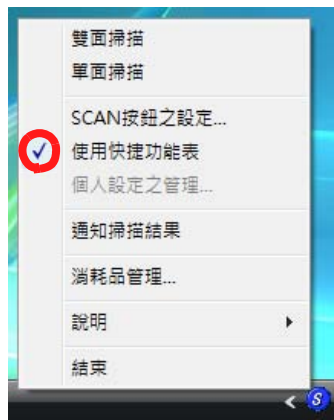 雙面掃描
單面掃描
SCAN按鈕之設定...
使用快捷功能表
個人設定之管理...
通知掃描結果
消耗品管理...
說明
結束
S